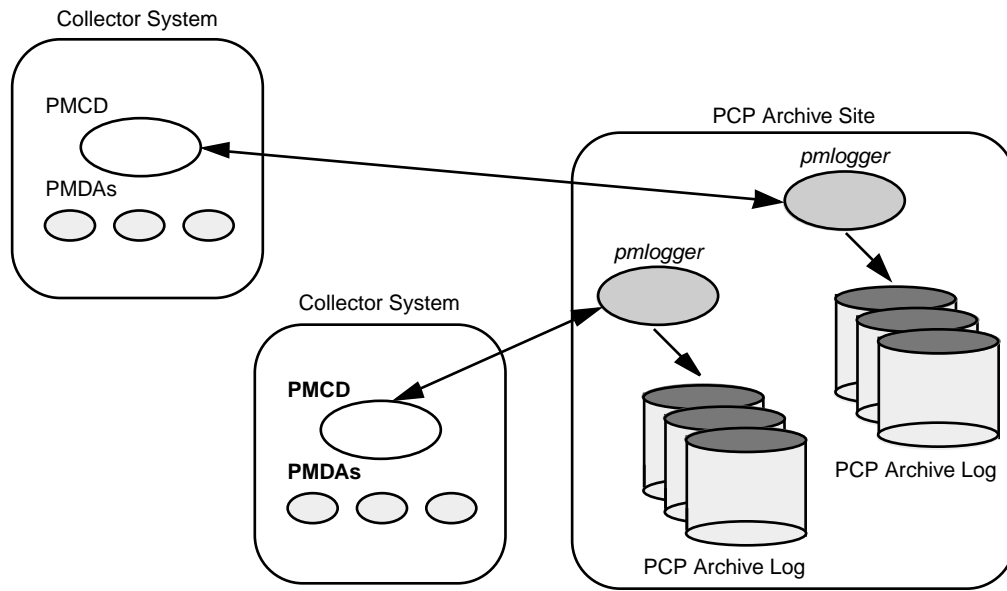 Collector System
PMCD
PMDAs
PCP Archive Site
pmlogger
pmlogger
Collector System
PMCD
PMDAs
PCP Archive Log
PCP Archive Log